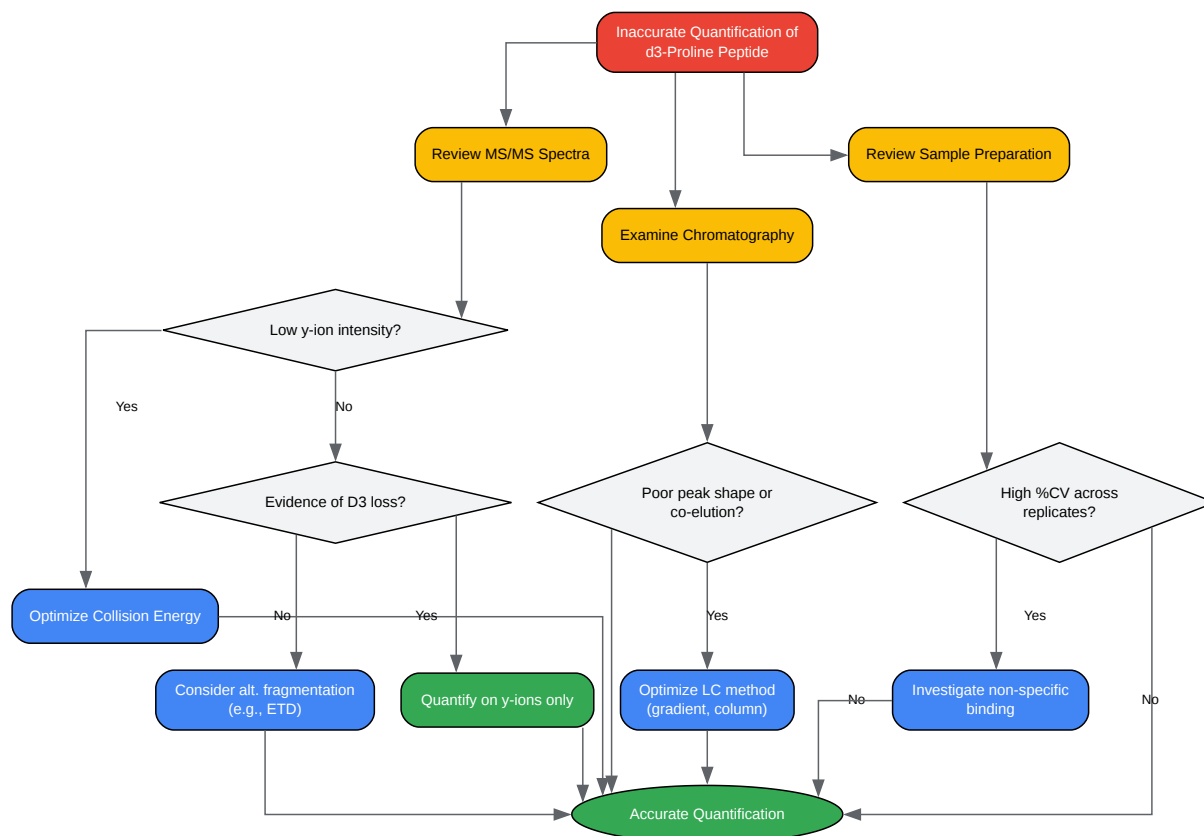 Inaccurate Quantification of
d3-Proline Peptide
Review MS/MS Spectra
Review Sample Preparation
Examine Chromatography
Low y-ion intensity?
Yes
No
Evidence of D3 loss?
Poor peak shape or
co-elution?
High %CV across
replicates?
Optimize Collision Energy
No
Yes
Yes
Yes
Consider alt. fragmentation
(e.g., ETD)
Quantify on y-ions only
Optimize LC method
(gradient, column)
Investigate non-specific
binding
No
No
Accurate Quantification